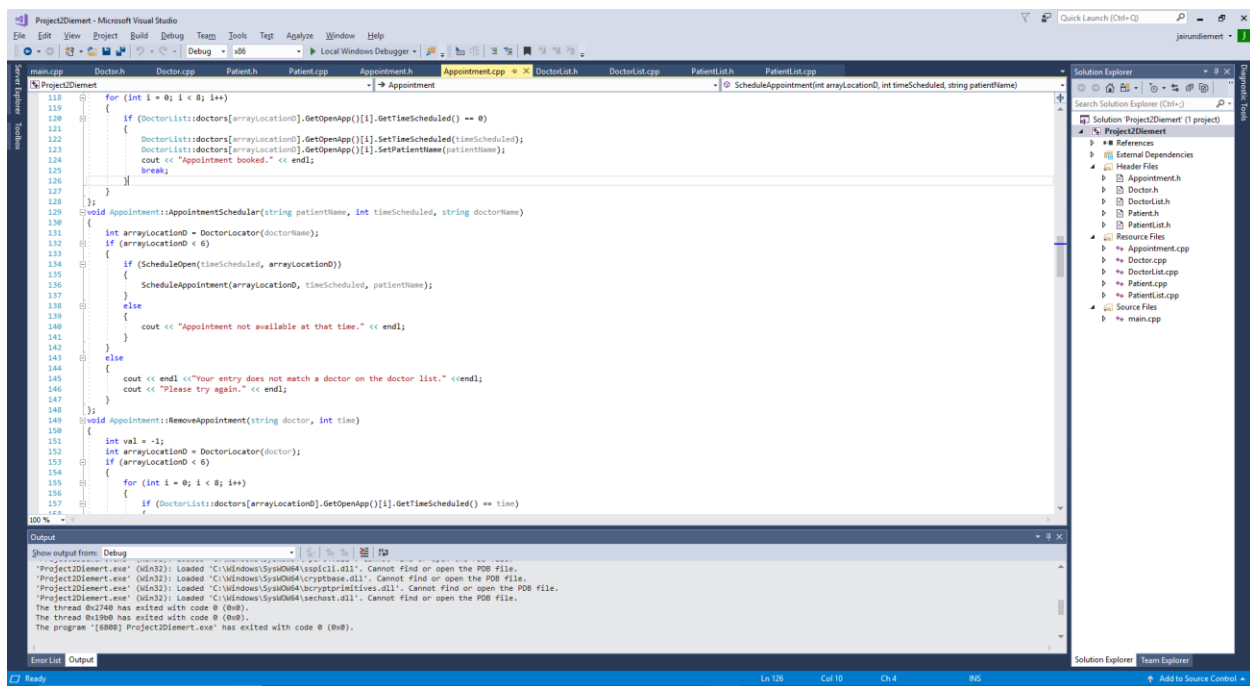 Project2Diemert - Microsoft Visual Studio
Quick Launch (Ctrl+Q)
File Edit View Project Build Debug Team Tools Test Analyze Window Help
jairundiemert
J
Debug x86 Local Windows Debugger
Server Explorer
Toolbox
main.cpp Doctor.h Doctor.cpp Patient.h Patient.cpp Appointment.h Appointment.cpp DoctorList.h DoctorList.cpp PatientList.h PatientList.cpp
Project2Diemert Appointment ScheduleAppointment(int arrayLocationD, int timeScheduled, string patientName)
118 for (int i = 0; i < 8; i++)
119 {
120 if (DoctorList::doctors[arrayLocationD].GetOpenApp()[i].GetTimeScheduled() == 0)
121 {
122 DoctorList::doctors[arrayLocationD].GetOpenApp()[i].SetTimeScheduled(timeScheduled);
123 DoctorList::doctors[arrayLocationD].GetOpenApp()[i].SetPatientName(patientName);
124 cout << "Appointment booked." << endl;
125 break;
126 }
127 }
128 };
129 void Appointment::AppointmentSchedular(string patientName, int timeScheduled, string doctorName)
130 {
131 int arrayLocationD = DoctorLocator(doctorName);
132 if (arrayLocationD < 6)
133 {
134 if (ScheduleOpen(timeScheduled, arrayLocationD))
135 {
136 ScheduleAppointment(arrayLocationD, timeScheduled, patientName);
137 }
138 else
139 {
140 cout << "Appointment not available at that time." << endl;
141 }
142 }
143 else
144 {
145 cout << endl <<"Your entry does not match a doctor on the doctor list." <<endl;
146 cout << "Please try again." << endl;
147 }
148 };
149 void Appointment::RemoveAppointment(string doctor, int time)
150 {
151 int val = -1;
152 int arrayLocationD = DoctorLocator(doctor);
153 if (arrayLocationD < 6)
154 {
155 for (int i = 0; i < 8; i++)
156 {
157 if (DoctorList::doctors[arrayLocationD].GetOpenApp()[i].GetTimeScheduled() == time)
100 %
Output
Show output from: Debug
'Project2Diemert.exe' (Win32): Loaded 'C:\Windows\SysWOW64\sspicli.dll'. Cannot find or open the PDB file.
'Project2Diemert.exe' (Win32): Loaded 'C:\Windows\SysWOW64\cryptbase.dll'. Cannot find or open the PDB file.
'Project2Diemert.exe' (Win32): Loaded 'C:\Windows\SysWOW64\bcryptprimitives.dll'. Cannot find or open the PDB file.
'Project2Diemert.exe' (Win32): Loaded 'C:\Windows\SysWOW64\sechost.dll'. Cannot find or open the PDB file.
The thread 0x2740 has exited with code 0 (0x0).
The thread 0x19b0 has exited with code 0 (0x0).
The program '[6808] Project2Diemert.exe' has exited with code 0 (0x0).
Error List Output
Solution Explorer
Search Solution Explorer (Ctrl+;)
Solution 'Project2Diemert' (1 project)
Project2Diemert
References
External Dependencies
Header Files
Appointment.h
Doctor.h
DoctorList.h
Patient.h
PatientList.h
Resource Files
Appointment.cpp
Doctor.cpp
DoctorList.cpp
Patient.cpp
PatientList.cpp
Source Files
main.cpp
Solution Explorer Team Explorer
Diagnostic Tools
Ready Ln 126 Col 10 Ch 4 INS Add to Source Control